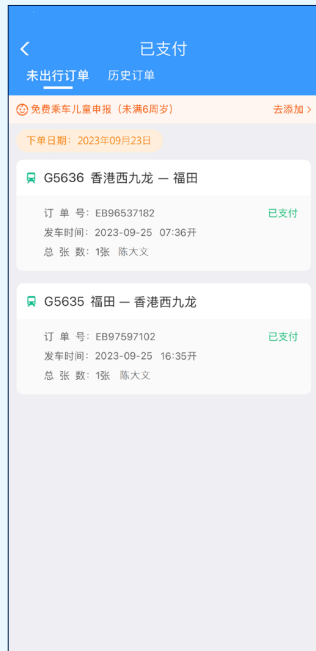 已支付
未出行订单 历史订单
免费乘车儿童申报（未满6周岁） 去添加
下单日期：2023年09月23日
G5636 香港西九龙 — 福田
订 单 号：EB96537182 已支付
发车时间：2023-09-25 07:36开
总 张 数：1张 陈大义
G5635 福田 — 香港西九龙
订 单 号：EB97597102 已支付
发车时间：2023-09-25 16:35开
总 张 数：1张 陈大义